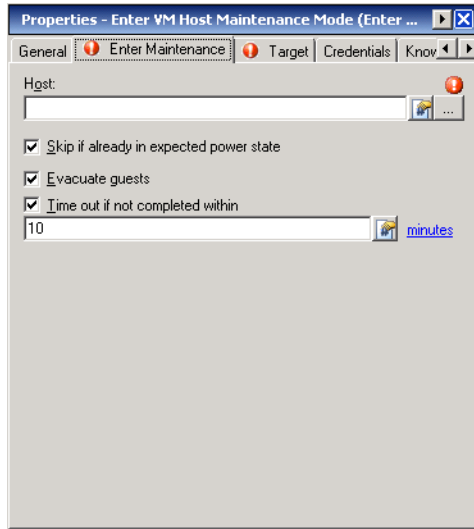 Properties - Enter VM Host Maintenance Mode (Enter ...
General Enter Maintenance Target Credentials Know
Host:
...
Skip if already in expected power state
Evacuate guests
Time out if not completed within
10 minutes